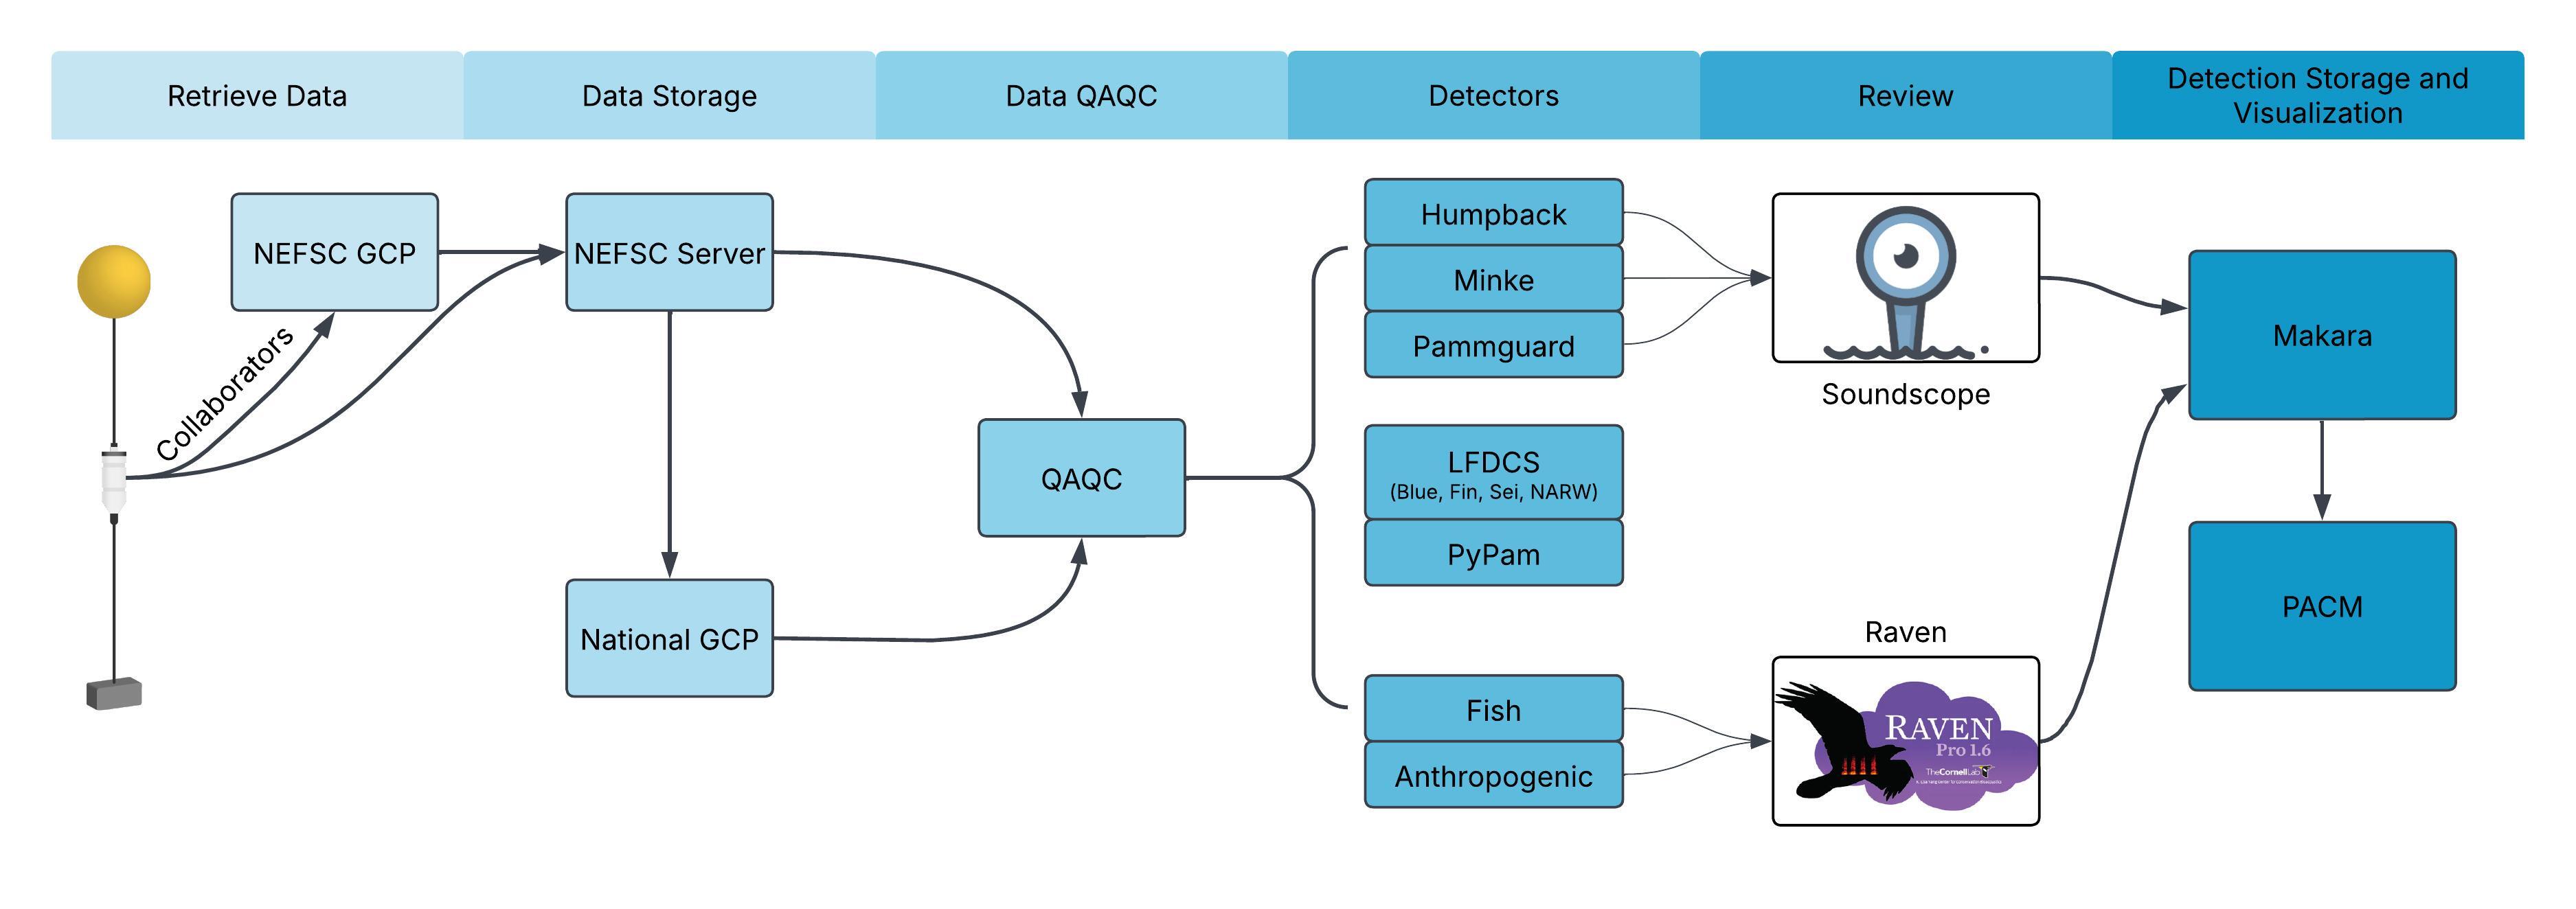 Retrieve Data
Data Storage
Data QAQC
Detectors
Review
Detection Storage and
Visualization
Collaborators
NEFSC GCP
NEFSC Server
National GCP
QAQC
Humpback
Minke
Pammguard
LFDCS
(Blue, Fin, Sei, NARW)
PyPam
Fish
Anthropogenic
Soundscope
Raven
RAVEN
Pro 1.6
TheCornellLab
Makara
PACM